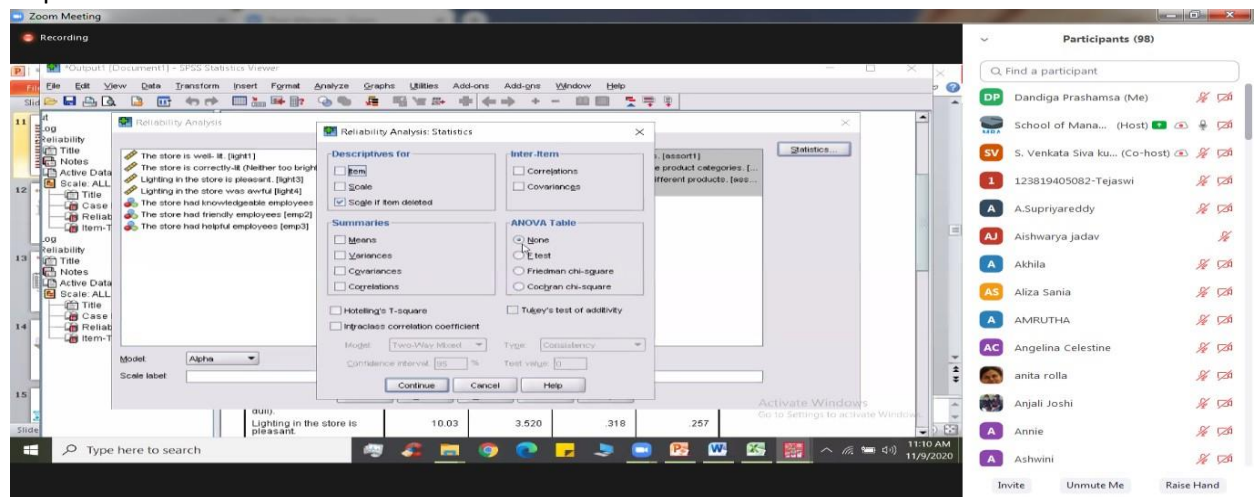 Zoom Meeting
Recording
Participants (98)
Find a participant
DP Dandiga Prashamsa (Me)
School of Mana... (Host)
SV S. Venkata Siva ku... (Co-host)
1 123819405082-Tejaswi
A A.Supriyareddy
AJ Aishwarya jadav
A Akhila
AS Aliza Sania
A AMRUTHA
AC Angelina Celestine
anita rolla
Anjali Joshi
A Annie
A Ashwini
Invite Unmute Me Raise Hand
*Output1 [Document1] - SPSS Statistics Viewer
File Edit View Data Transform Insert Format Analyze Graphs Utilities Add-ons Add-ons Window Help
11
12
13
14
15
Reliability
Title
Notes
Active Data
Scale: ALL
Title
Case
Reliab
Item-T
Log
Reliability
Title
Notes
Active Data
Scale: ALL
Title
Case
Reliab
Item-T
Reliability Analysis
The store is well- lit. [light1]
The store is correctly-lit (Neither too bright
Lighting in the store is pleasant. [light3]
Lighting in the store was awful [light4]
The store had knowledgeable employees
The store had friendly employees [emp2]
The store had helpful employees [emp3]
. [assort1]
e product categories. [...
ifferent products. [ass...
Statistics...
Model: Alpha
Scale label:
Reliability Analysis: Statistics
Descriptives for
Item
Scale
Scale if item deleted
Inter-Item
Correlations
Covariances
Summaries
Means
Variances
Covariances
Correlations
ANOVA Table
None
F test
Friedman chi-square
Cochran chi-square
Hotelling's T-square
Tukey's test of additivity
Intraclass correlation coefficient
Model: Two-Way Mixed Type: Consistency
Confidence interval: 95 % Test value: 0
Continue Cancel Help
dull).
Lighting in the store is pleasant. 10.03 3.520 .318 .257
Activate Windows
Go to Settings to activate Windows.
Type here to search
11:10 AM
11/9/2020